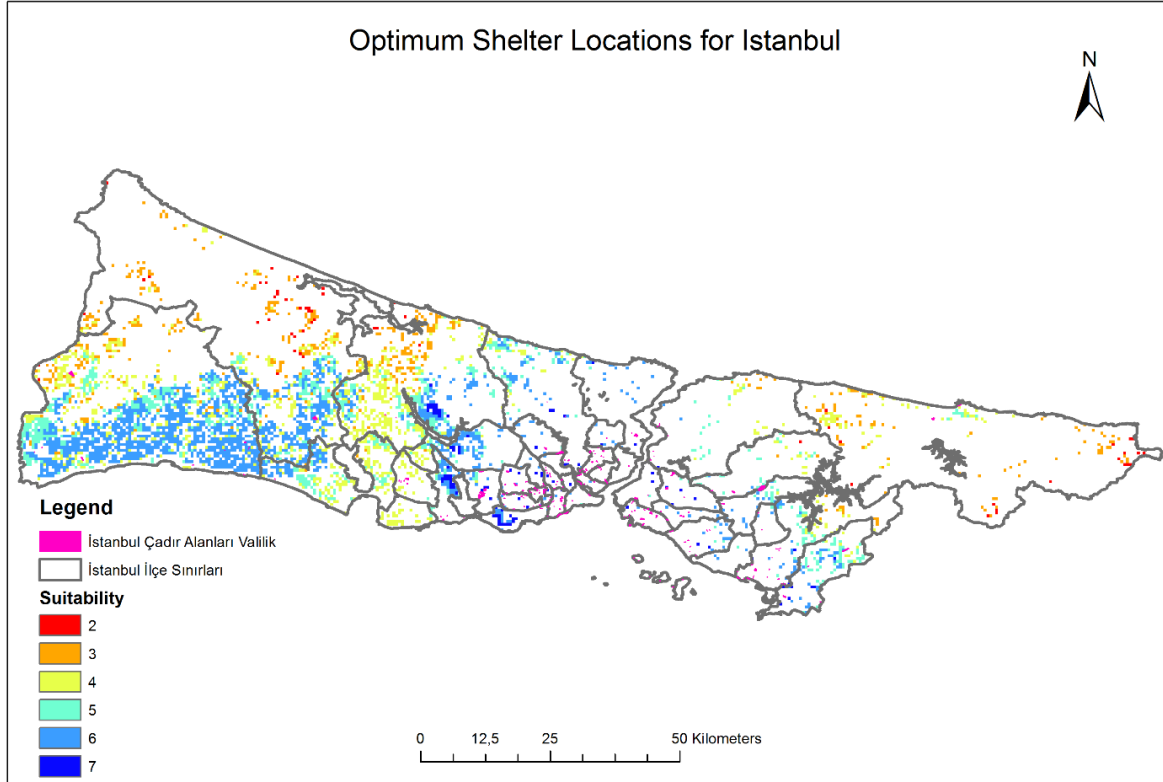 Optimum Shelter Locations for Istanbul
N
Legend
İstanbul Çadır Alanları Valilik
İstanbul İlçe Sınırları
Suitability
2
3
4
5
6
7
0 12,5 25 50 Kilometers